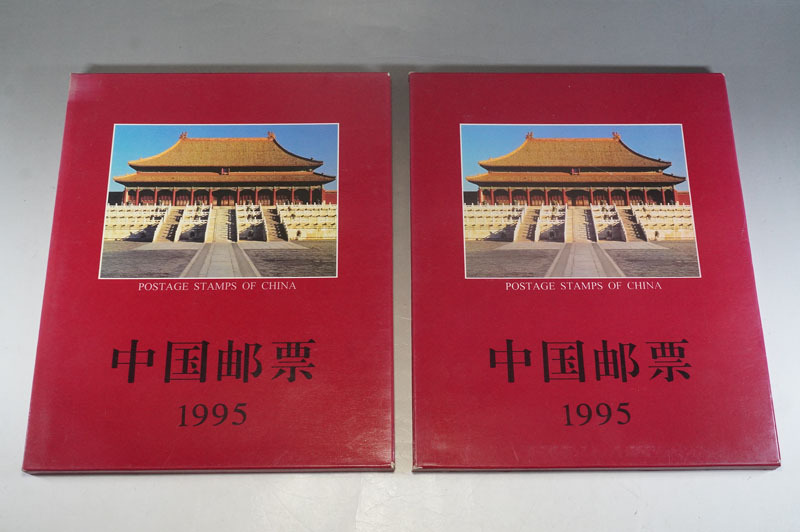 POSTAGE STAMPS OF CHINA
中国邮票
1995
POSTAGE STAMPS OF CHINA
中国邮票
1995